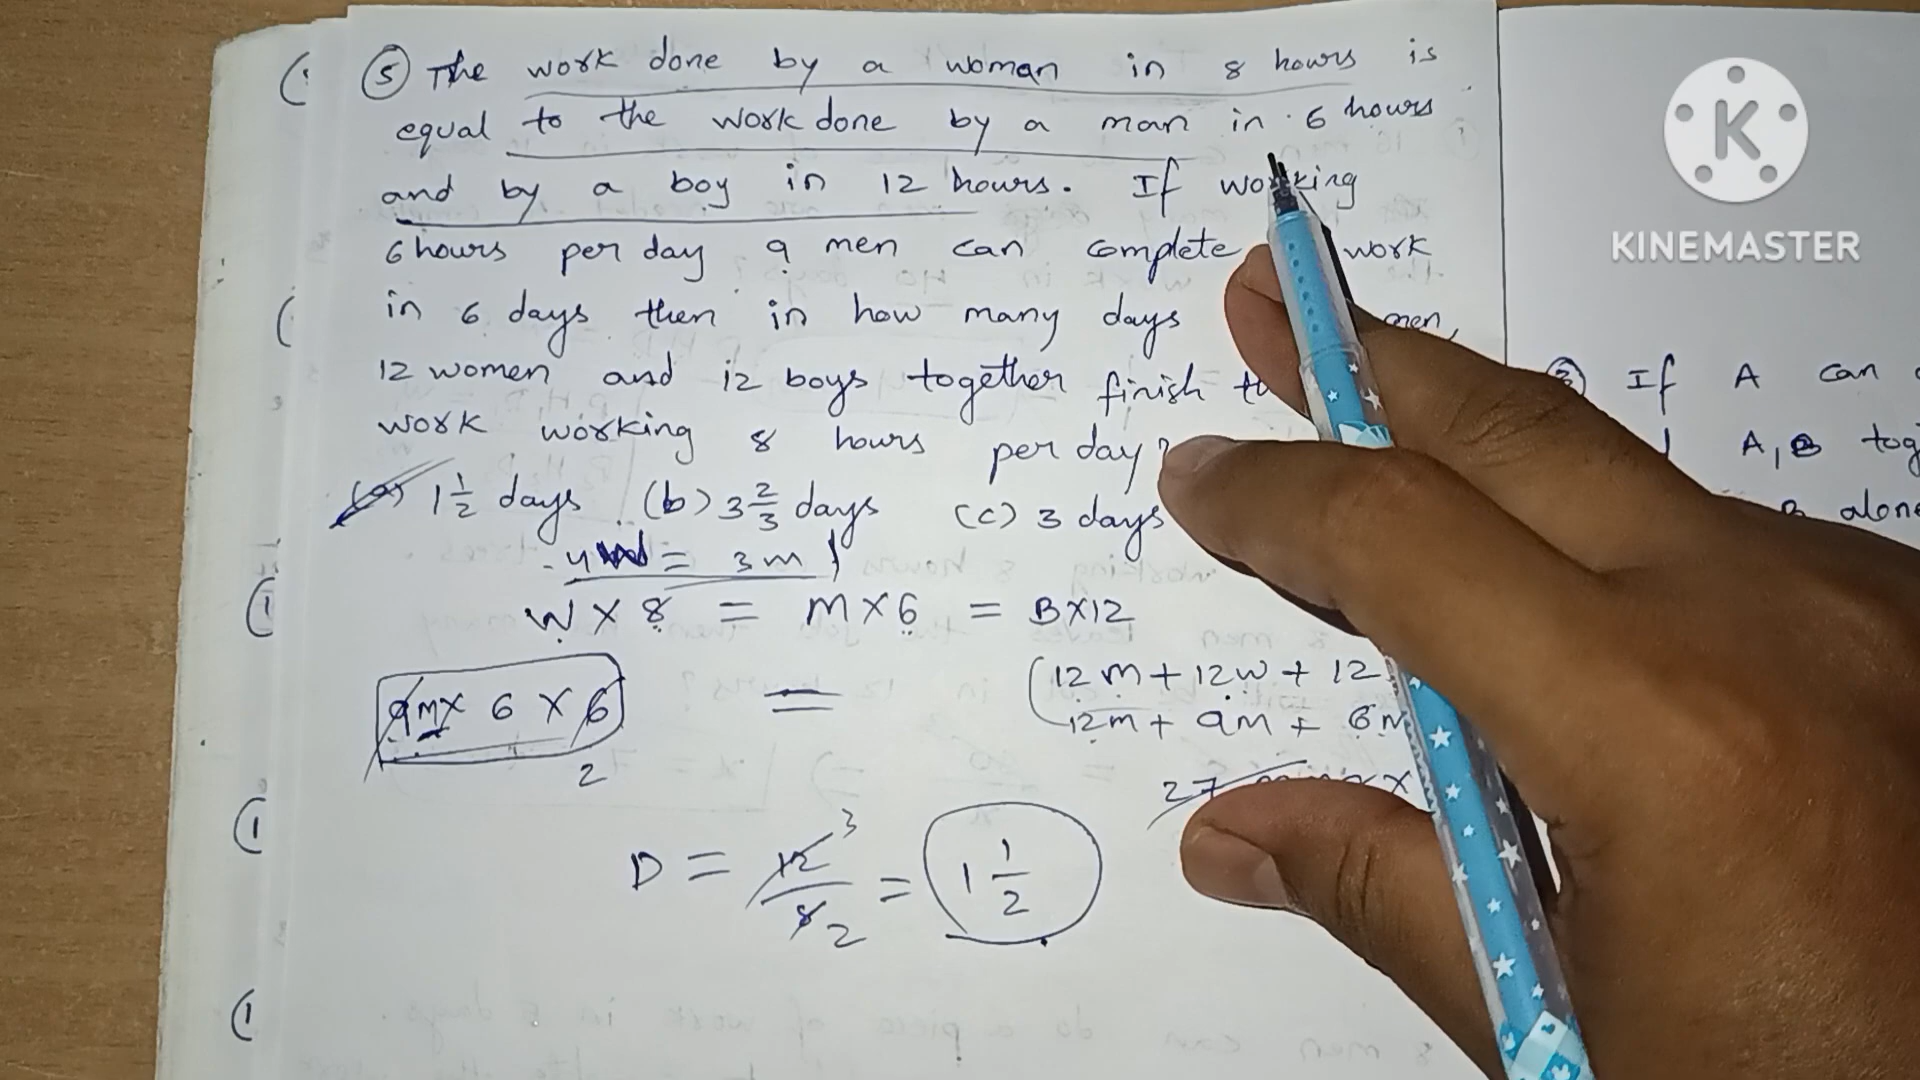 ⑤ The work done by a woman in 8 hours is
equal to the work done by a man in 6 hours
and by a boy in 12 hours. If working
6 hours per day 9 men can complete work
in 6 days then in how many days men,
12 women and 12 boys together finish
work working 8 hours per day?
(a) 1 1/2 days (b) 3 2/3 days (c) 3 days
4W = 3m
W × 8 = M × 6 = B×12
9m× 6 × 6 = (12m + 12w + 12
12m + 9m + 6m
2
27 ×
D = 12/8 = 1 1/2
3
2
KINEMASTER
If A can
A, B tog
B alone